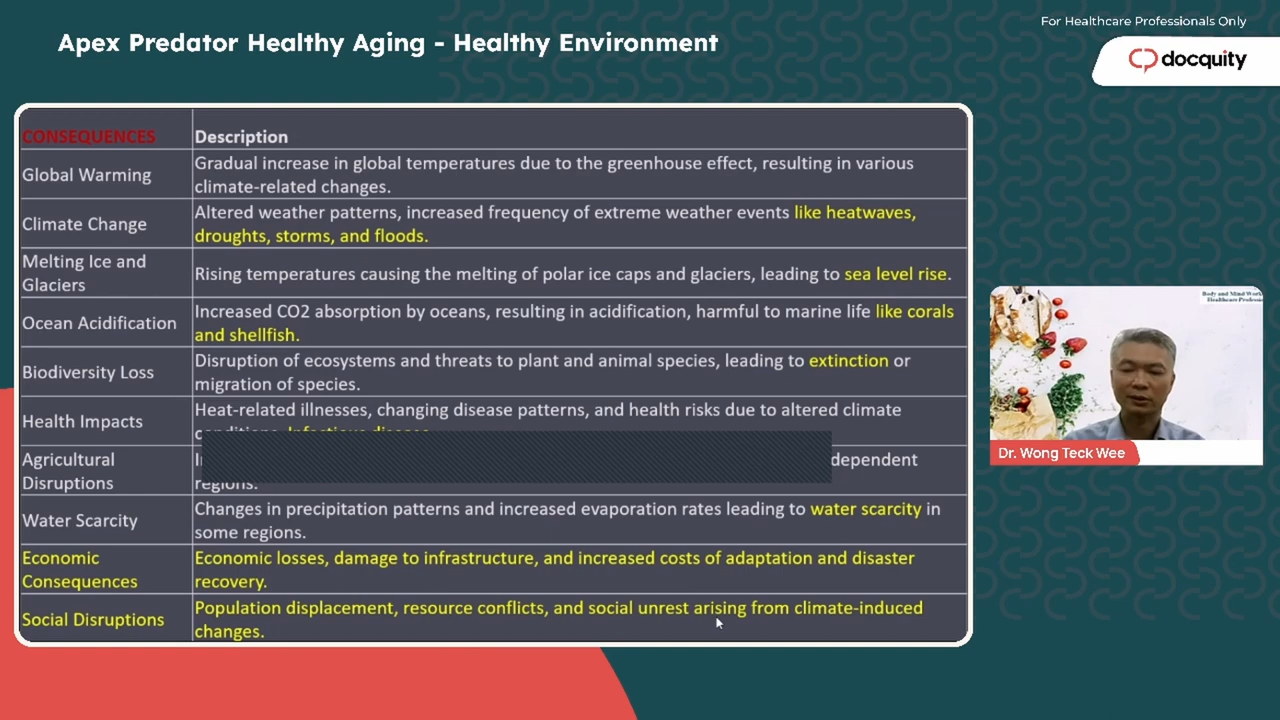 For Healthcare Professionals Only
Apex Predator Healthy Aging - Healthy Environment
docquity
CONSEQUENCES Description
Global Warming
Gradual increase in global temperatures due to the greenhouse effect, resulting in various
climate-related changes.
Climate Change
Altered weather patterns, increased frequency of extreme weather events like heatwaves,
droughts, storms, and floods.
Melting Ice and
Glaciers
Rising temperatures causing the melting of polar ice caps and glaciers, leading to sea level rise.
Ocean Acidification
Increased CO2 absorption by oceans, resulting in acidification, harmful to marine life like corals
and shellfish.
Biodiversity Loss
Disruption of ecosystems and threats to plant and animal species, leading to extinction or
migration of species.
Health Impacts
Heat-related illnesses, changing disease patterns, and health risks due to altered climate
Agricultural
Disruptions
dependent
regions.
Water Scarcity
Changes in precipitation patterns and increased evaporation rates leading to water scarcity in
some regions.
Economic
Consequences
Economic losses, damage to infrastructure, and increased costs of adaptation and disaster
recovery.
Social Disruptions
Population displacement, resource conflicts, and social unrest arising from climate-induced
changes.
Body and Mind
Healthcare
Dr. Wong Teck Wee